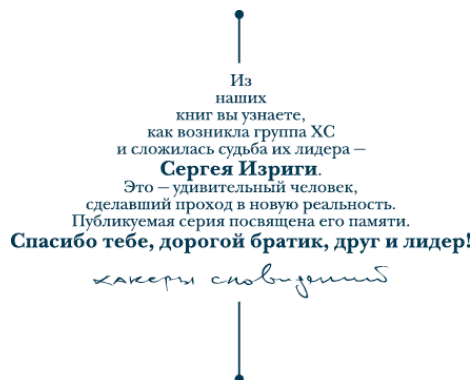 Из
наших
книг вы узнаете,
как возникла группа ХС
и сложилась судьба их лидера —
Сергея Изриги.
Это — удивительный человек,
сделавший проход в новую реальность.
Публикуемая серия посвящена его памяти.
Спасибо тебе, дорогой братик, друг и лидер!
хакеры сновидений